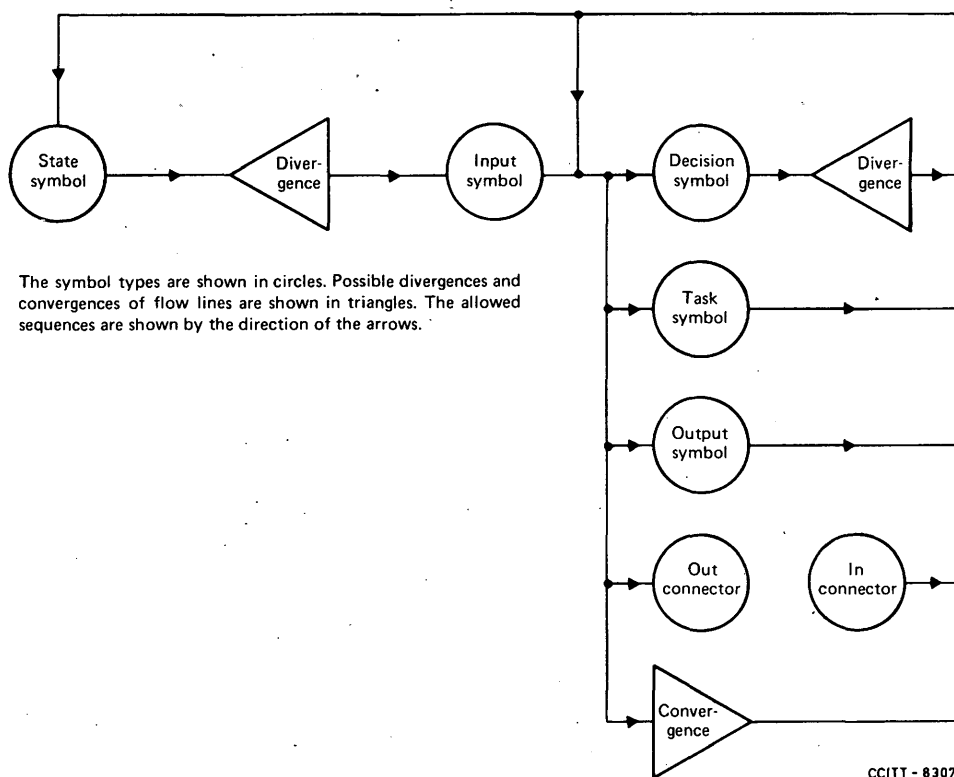 State
symbol
Diver-
gence
Input
symbol
Decision
symbol
Diver-
gence
The symbol types are shown in circles. Possible divergences and
convergences of flow lines are shown in triangles. The allowed
sequences are shown by the direction of the arrows.
Task
symbol
Output
symbol
Out
connector
In
connector
Conver-
gence
CCITT - 8302